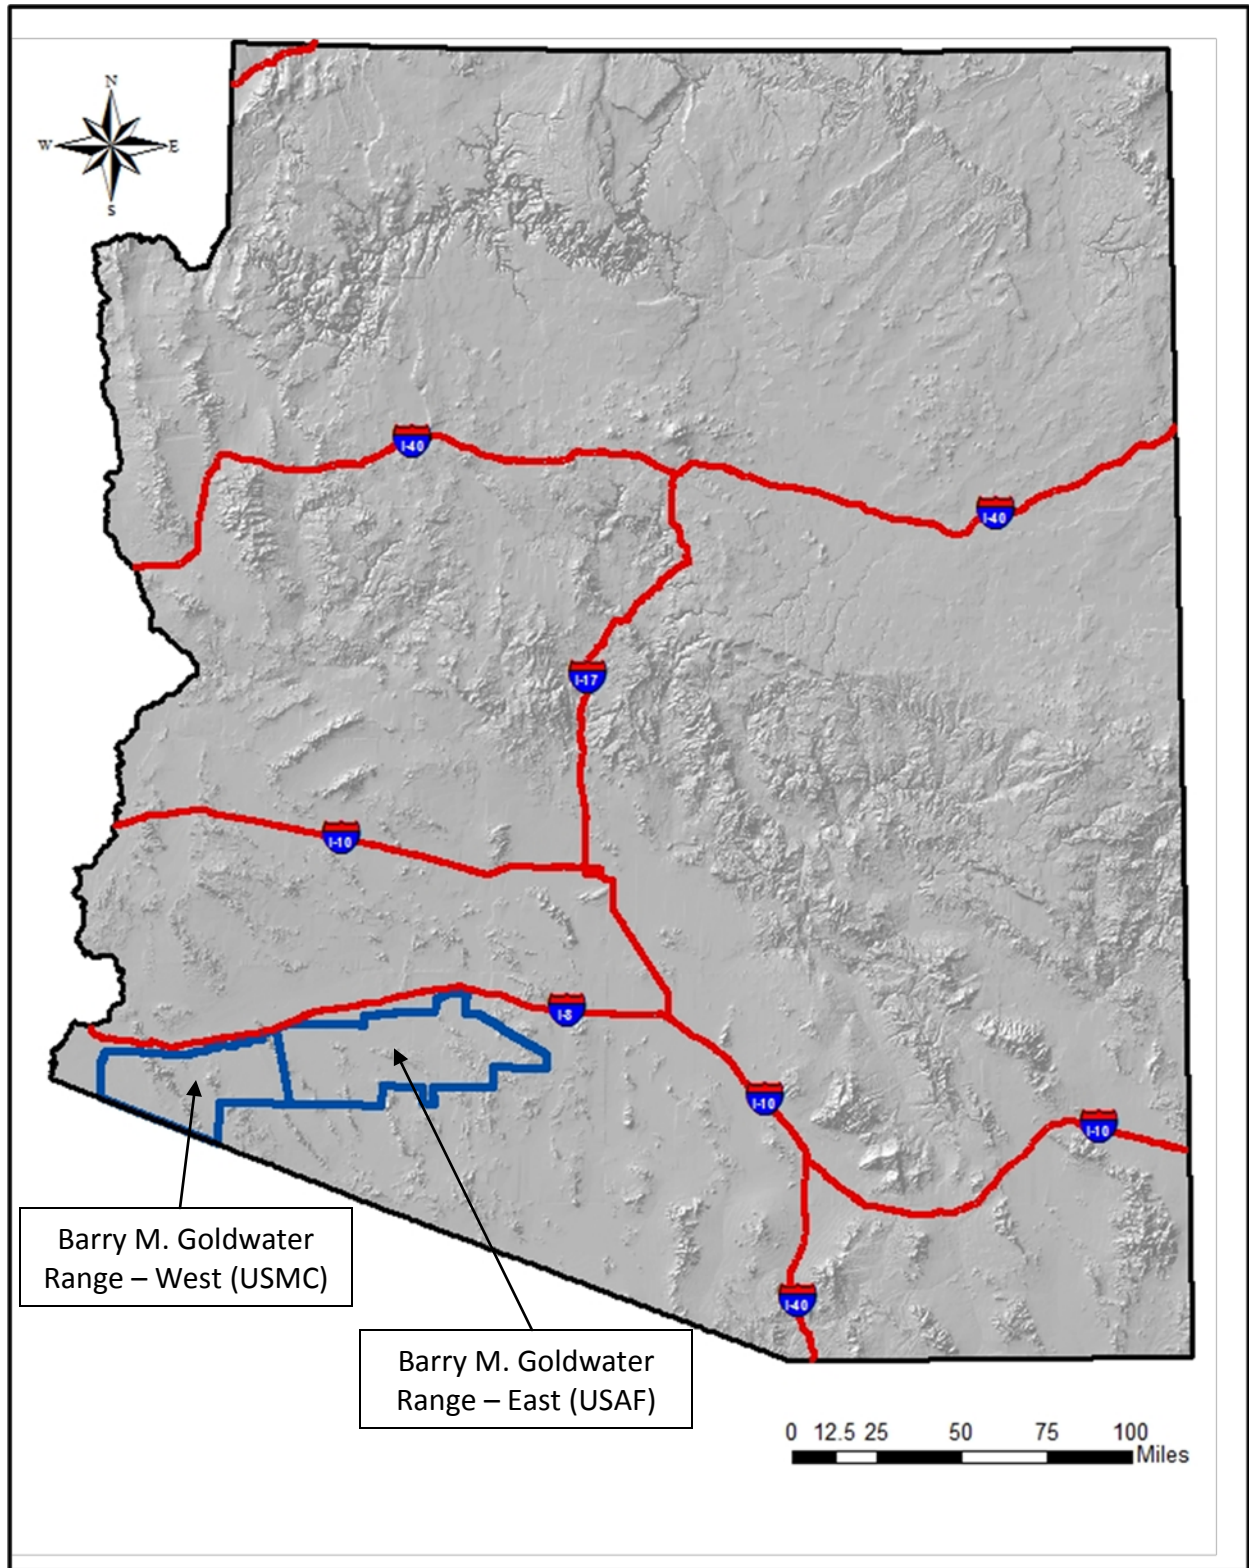 N
W E
S
I-40
I-40
I-17
I-10
I-8
I-10
I-10
Barry M. Goldwater
Range – West (USMC)
I-40
Barry M. Goldwater
Range – East (USAF)
0 12.5 25 50 75 100
Miles